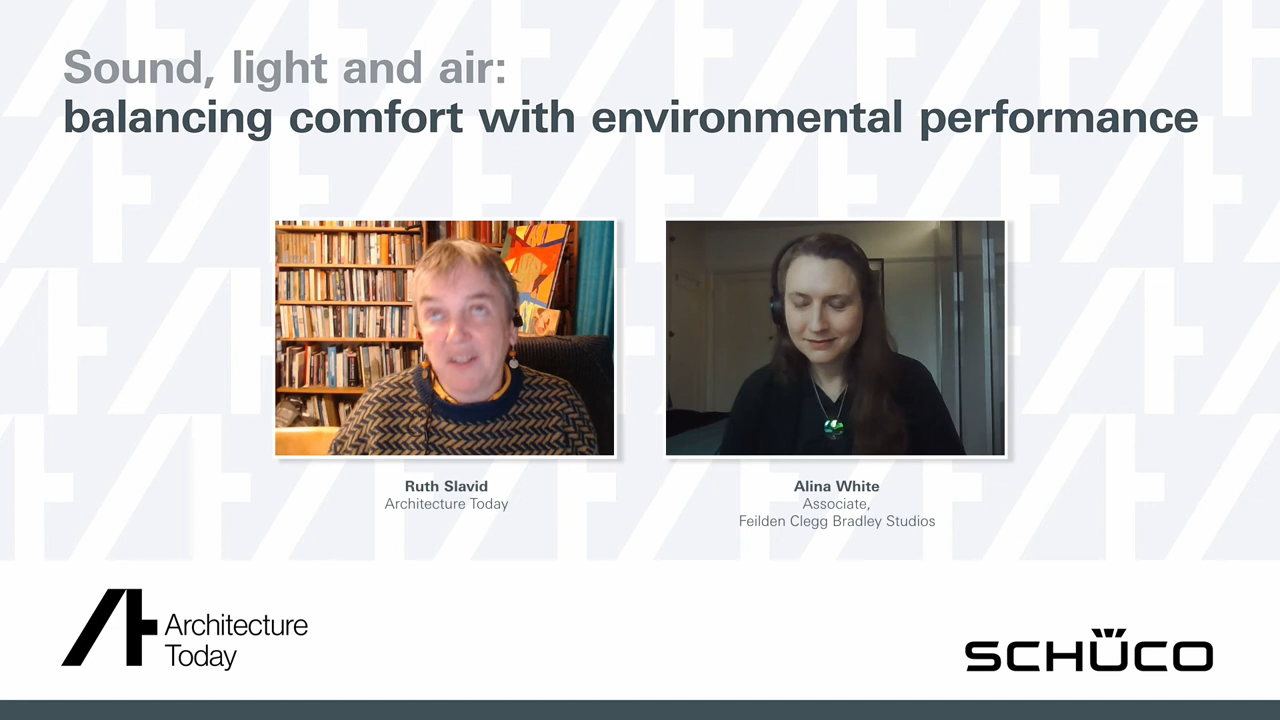 Sound, light and air:
balancing comfort with environmental performance
Ruth Slavid
Architecture Today
Alina White
Associate,
Feilden Clegg Bradley Studios
Architecture
Today
SCHÜCO